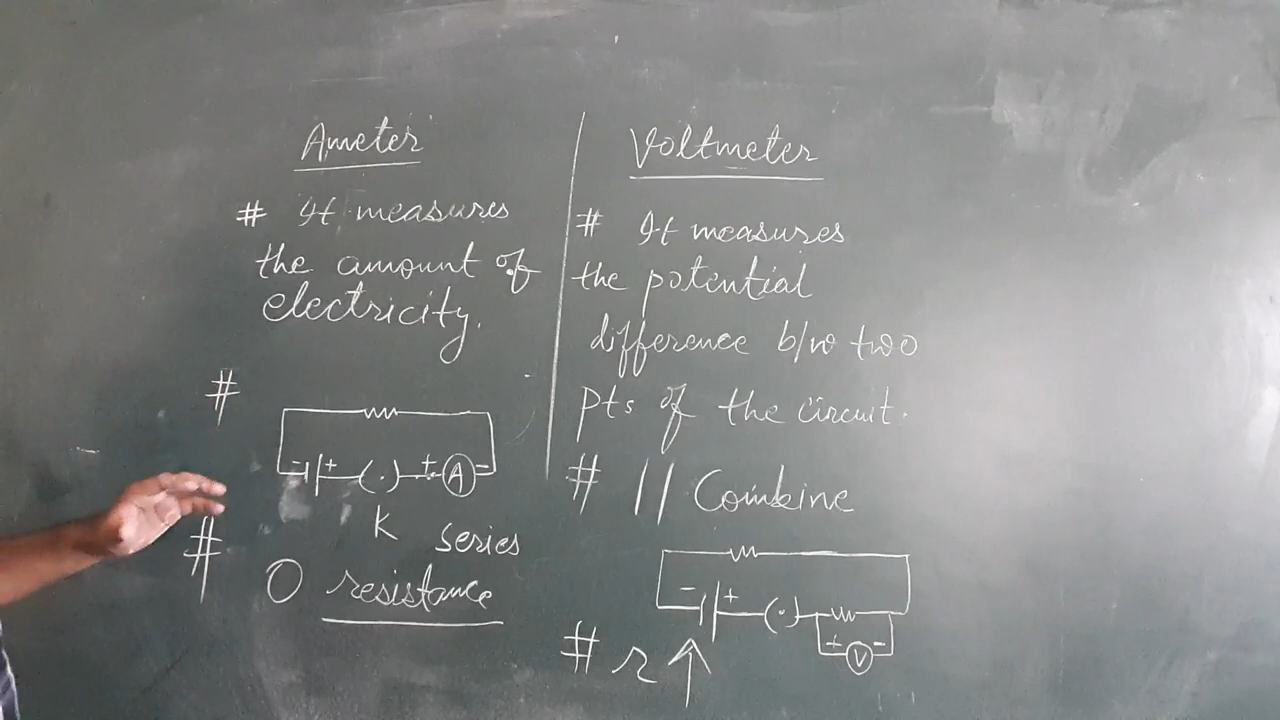 Ameter
# It measures
the amount of
electricity.
#
- + ( . ) + A -
K series
#
O resistance
Voltmeter
# It measures
the potential
difference b/w two
pts of the circuit.
# // Combine
- + ( . )
+ V -
# r ↑